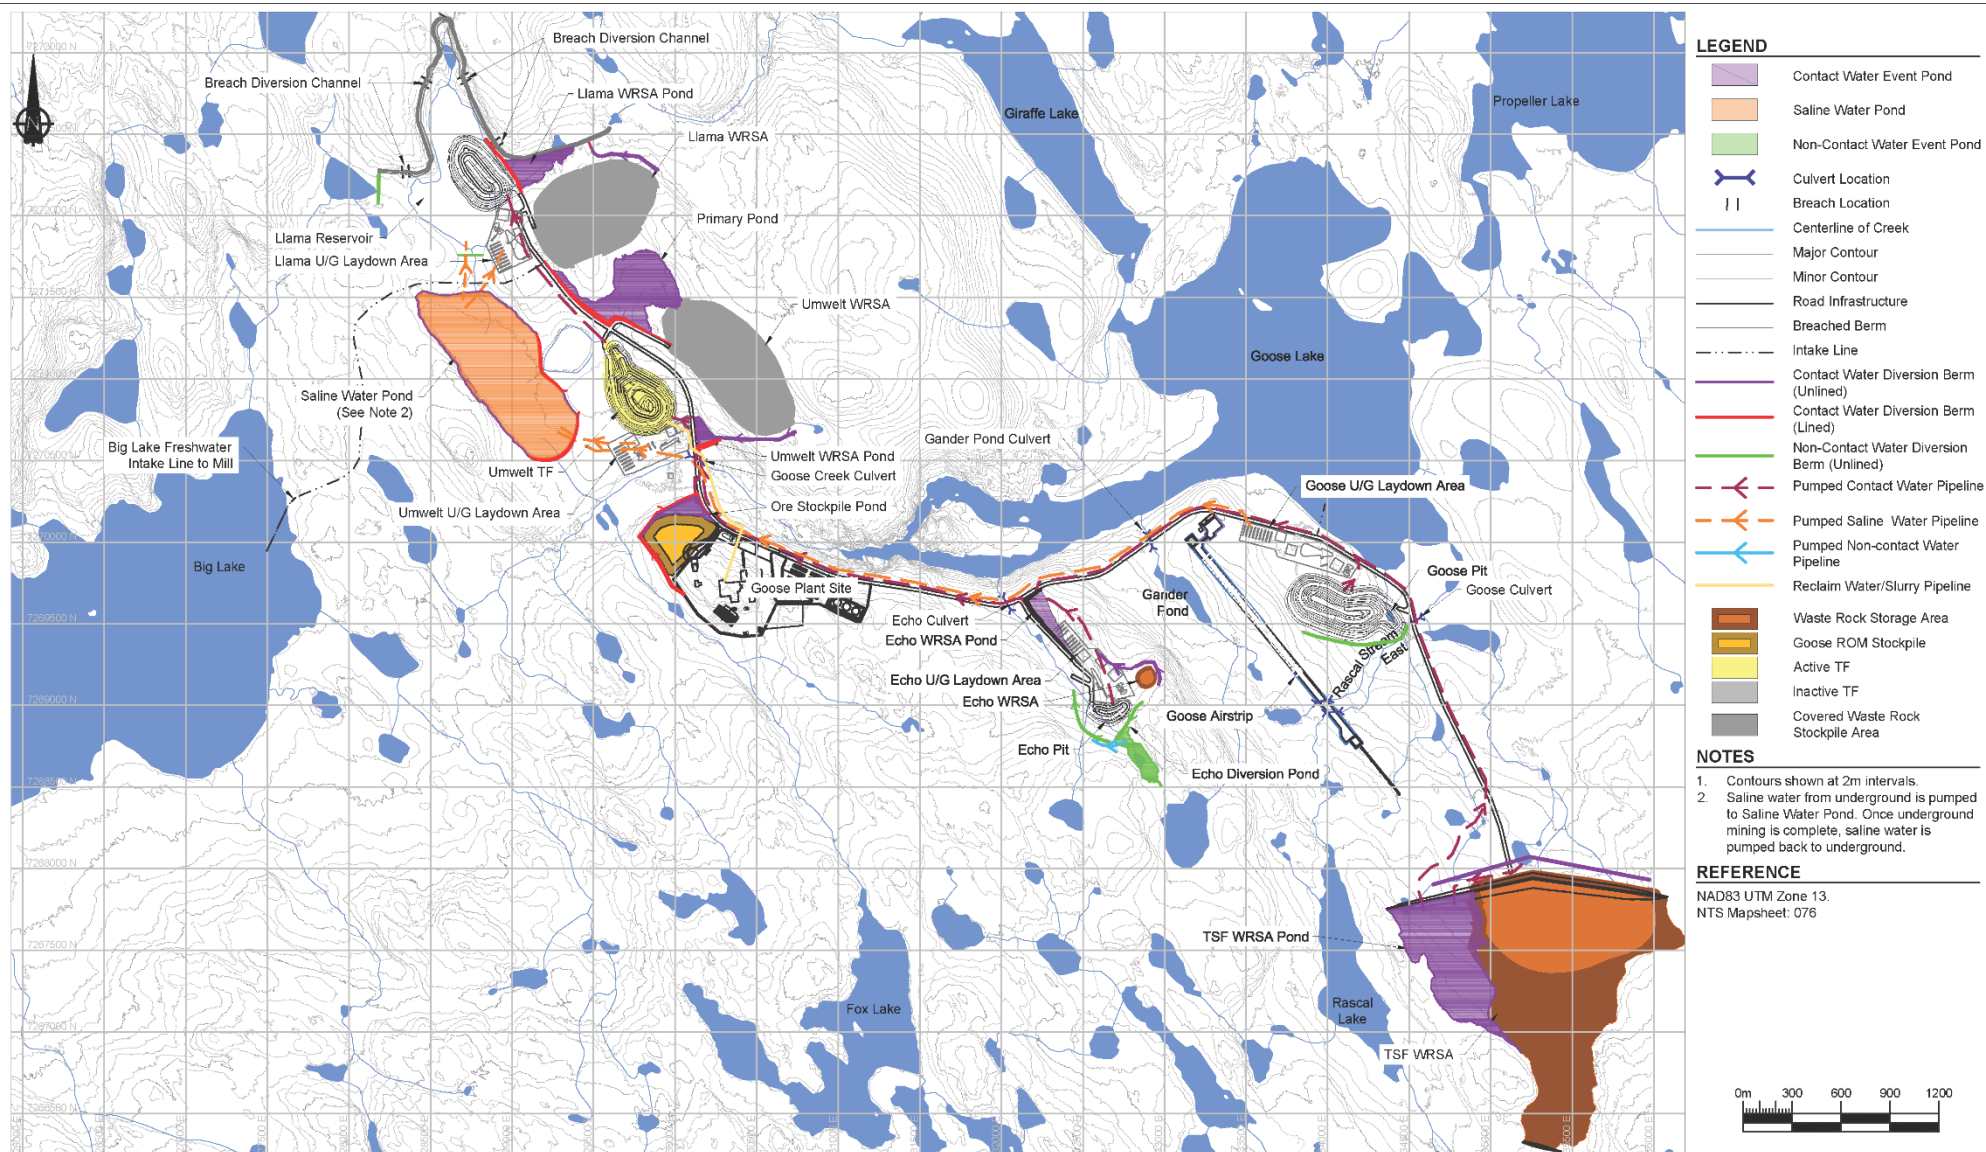 Breach Diversion Channel
Breach Diversion Channel
Llama WRSA Pond
Llama WRSA
Primary Pond
Llama Reservoir
Llama U/G Laydown Area
Umwelt WRSA
Saline Water Pond
(See Note 2)
Big Lake Freshwater
Intake Line to Mill
Umwelt TF
Umwelt U/G Laydown Area
Umwelt WRSA Pond
Goose Creek Culvert
Ore Stockpile Pond
Big Lake
Goose Plant Site
Giraffe Lake
Propeller Lake
Goose Lake
Gander Pond Culvert
Goose U/G Laydown Area
Goose Pit
Goose Culvert
Gander
Pond
Echo Culvert
Echo WRSA Pond
Rascal Stream
East
Echo U/G Laydown Area
Echo WRSA
Goose Airstrip
Echo Pit
Echo Diversion Pond
TSF WRSA Pond
Fox Lake
Rascal
Lake
TSF WRSA
7273000 N
7271500 N
7270500 N
7270000 N
7269500 N
7269000 N
7268500 N
7268000 N
7267500 N
7267000 N
7266500 N
N
LEGEND
Contact Water Event Pond
Saline Water Pond
Non-Contact Water Event Pond
Culvert Location
Breach Location
Centerline of Creek
Major Contour
Minor Contour
Road Infrastructure
Breached Berm
Intake Line
Contact Water Diversion Berm
(Unlined)
Contact Water Diversion Berm
(Lined)
Non-Contact Water Diversion
Berm (Unlined)
Pumped Contact Water Pipeline
Pumped Saline Water Pipeline
Pumped Non-contact Water
Pipeline
Reclaim Water/Slurry Pipeline
Waste Rock Storage Area
Goose ROM Stockpile
Active TF
Inactive TF
Covered Waste Rock
Stockpile Area
NOTES
1. Contours shown at 2m intervals.
2. Saline water from underground is pumped
to Saline Water Pond. Once underground
mining is complete, saline water is
pumped back to underground.
REFERENCE
NAD83 UTM Zone 13.
NTS Mapsheet: 076
0m 300 600 900 1200